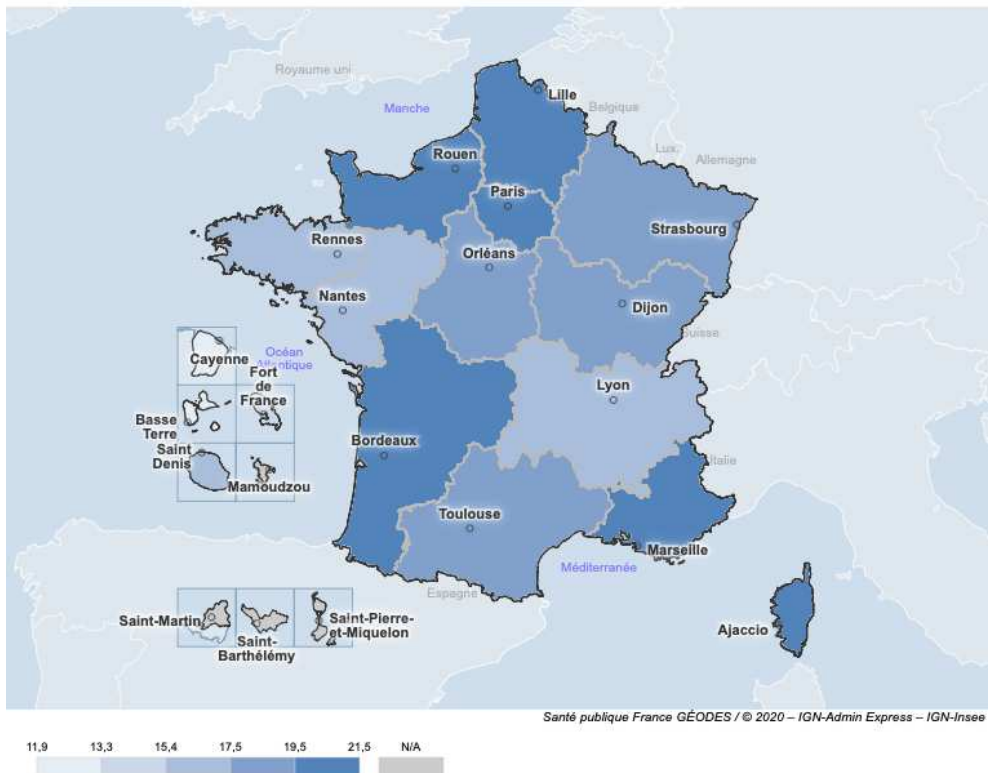 Royaume uni
Lille
Manche
Belgique
Rouen
Lux.
Allemagne
Paris
Strasbourg
Rennes
Orléans
Nantes
Dijon
Suisse
Cayenne
Océan
Atlantique
Fort
de
France
Lyon
Basse
Terre
Saint
Denis
Bordeaux
Italie
Mamoudzou
Toulouse
Marseille
Méditerranée
Espagne
Saint-Martin
Saint-
Barthélémy
Saint-Pierre-
et-Miquelon
Ajaccio
Santé publique France GÉODES / © 2020 – IGN-Admin Express – IGN-Insee
11,9 13,3 15,4 17,5 19,5 21,5 N/A